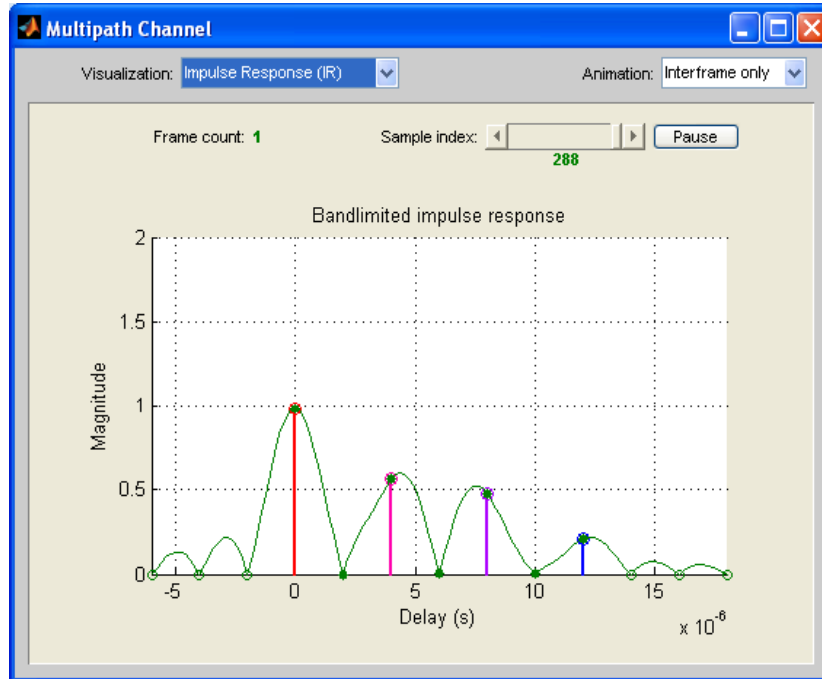 Multipath Channel
Visualization: Impulse Response (IR) Animation: Interframe only
Frame count: 1 Sample index: Pause
288
Bandlimited impulse response
2
1.5
1
0.5
0
Magnitude
-5 0 5 10 15
Delay (s)
x 10^-6